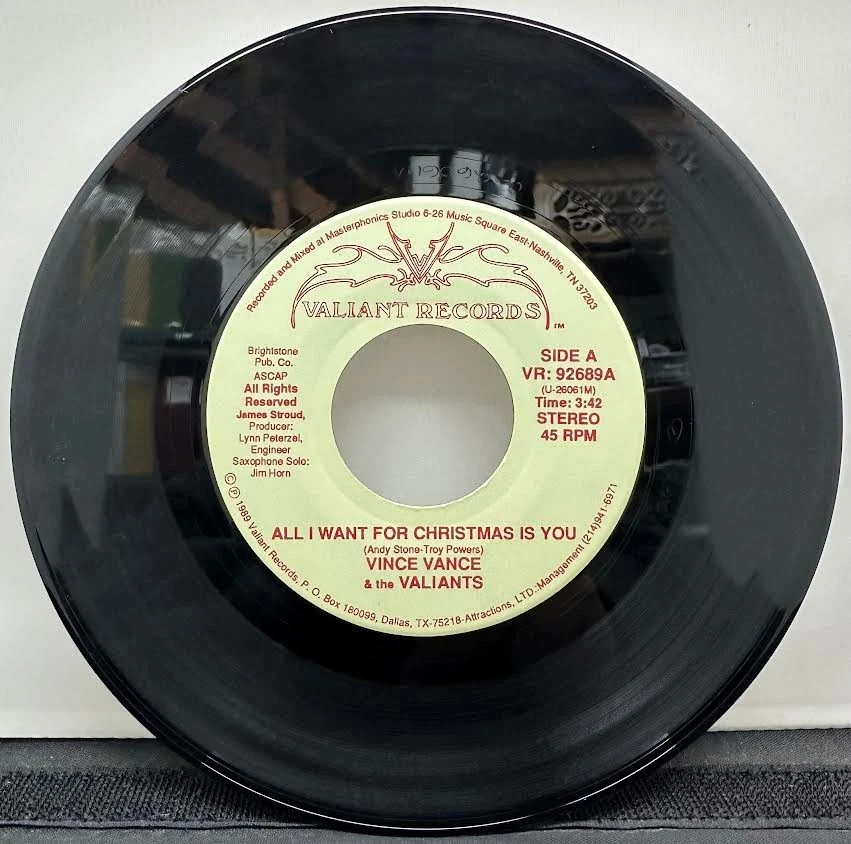 Recorded and Mixed at Masterphonics Studio 6-26 Music Square East-Nashville, TN 37203
V
VALIANT RECORDS
TM
Brightstone
Pub. Co.
ASCAP
All Rights
Reserved
James Stroud,
Producer:
Lynn Peterzel,
Engineer
Saxophone Solo:
Jim Horn
SIDE A
VR: 92689A
(U-26061M)
Time: 3:42
STEREO
45 RPM
ALL I WANT FOR CHRISTMAS IS YOU
(Andy Stone-Troy Powers)
VINCE VANCE
& the VALIANTS
© ℗ 1989 Valiant Records, P. O. Box 180099, Dallas, TX-75218-Attractions, LTD.-Management (214)941-6971